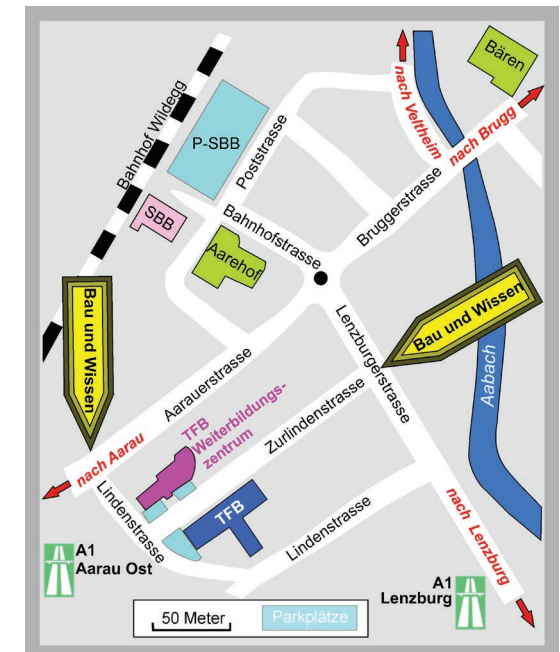 Bären
nach Veltheim
nach Brugg
Bahnhof Wildegg
P-SBB
Poststrasse
Bruggerstrasse
SBB
Bahnhofstrasse
Aarehof
Bau und Wissen
Bau und Wissen
Lenzburgerstrasse
Aabach
Aarauerstrasse
TFB
Weiterbildungs-
zentrum
Zurlindenstrasse
nach Aarau
TFB
Lindenstrasse
Lindenstrasse
nach Lenzburg
A1
Aarau Ost
A1
Lenzburg
50 Meter
Parkplätze